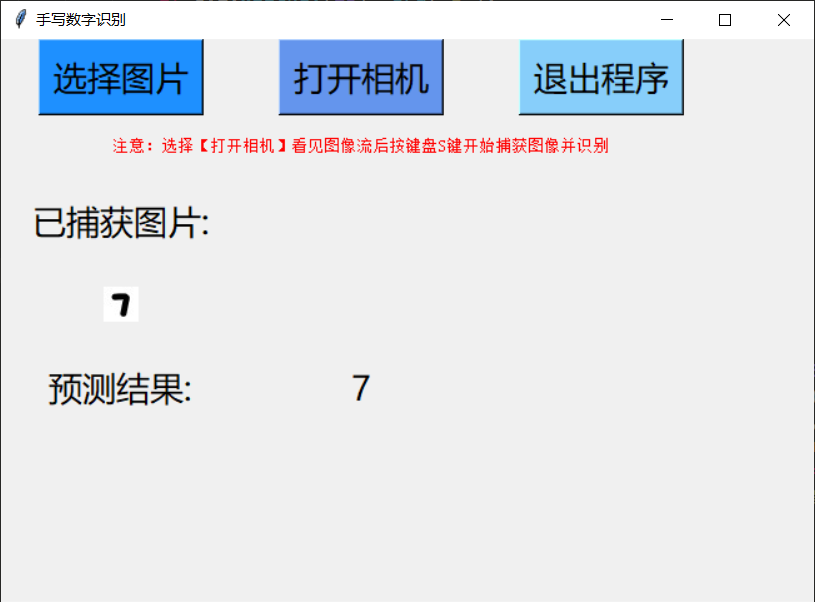 手写数字识别
选择图片 打开相机 退出程序
注意：选择【打开相机】看见图像流后按键盘S键开始捕获图像并识别
已捕获图片:
7
预测结果: 7